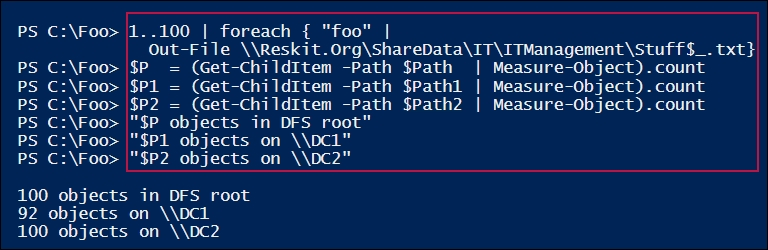 PS C:\Foo> 1..100 | foreach { "foo" |
Out-File \\Reskit.Org\ShareData\IT\ITManagement\Stuff$_.txt}
PS C:\Foo> $P  = (Get-ChildItem -Path $Path  | Measure-Object).count
PS C:\Foo> $P1 = (Get-ChildItem -Path $Path1 | Measure-Object).count
PS C:\Foo> $P2 = (Get-ChildItem -Path $Path2 | Measure-Object).count
PS C:\Foo> "$P objects in DFS root"
PS C:\Foo> "$P1 objects on \\DC1"
PS C:\Foo> "$P2 objects on \\DC2"
100 objects in DFS root
92 objects on \\DC1
100 objects on \\DC2